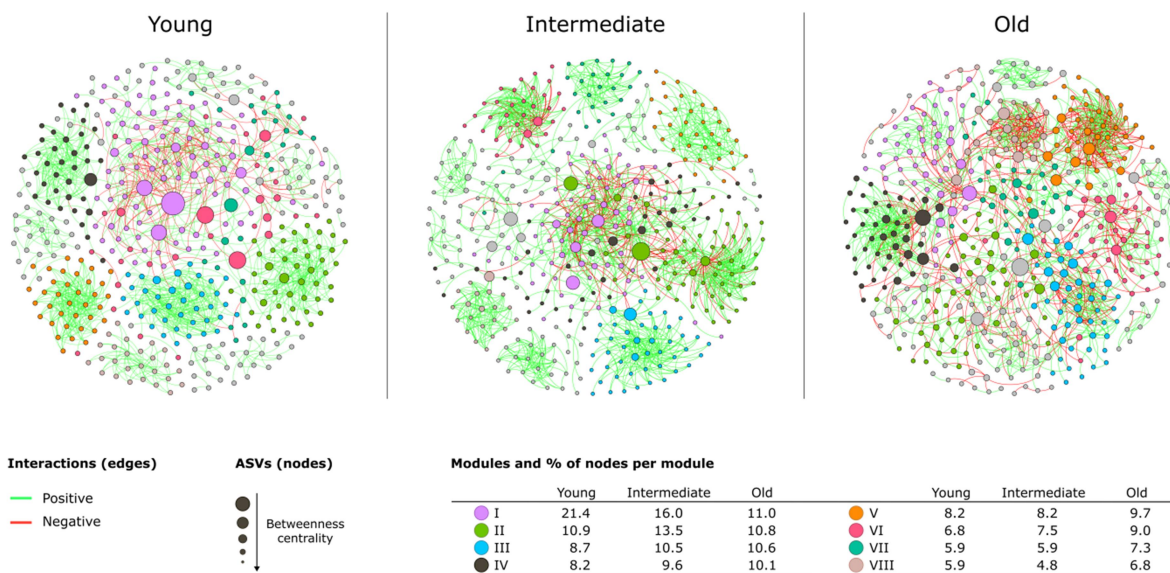 Young Intermediate Old
Interactions (edges)
Positive
Negative
ASVs (nodes)
Betweenness
centrality
Modules and % of nodes per module
Young Intermediate Old Young Intermediate Old
I 21.4 16.0 11.0 V 8.2 8.2 9.7
II 10.9 13.5 10.8 VI 6.8 7.5 9.0
III 8.7 10.5 10.6 VII 5.9 5.9 7.3
IV 8.2 9.6 10.1 VIII 5.9 4.8 6.8